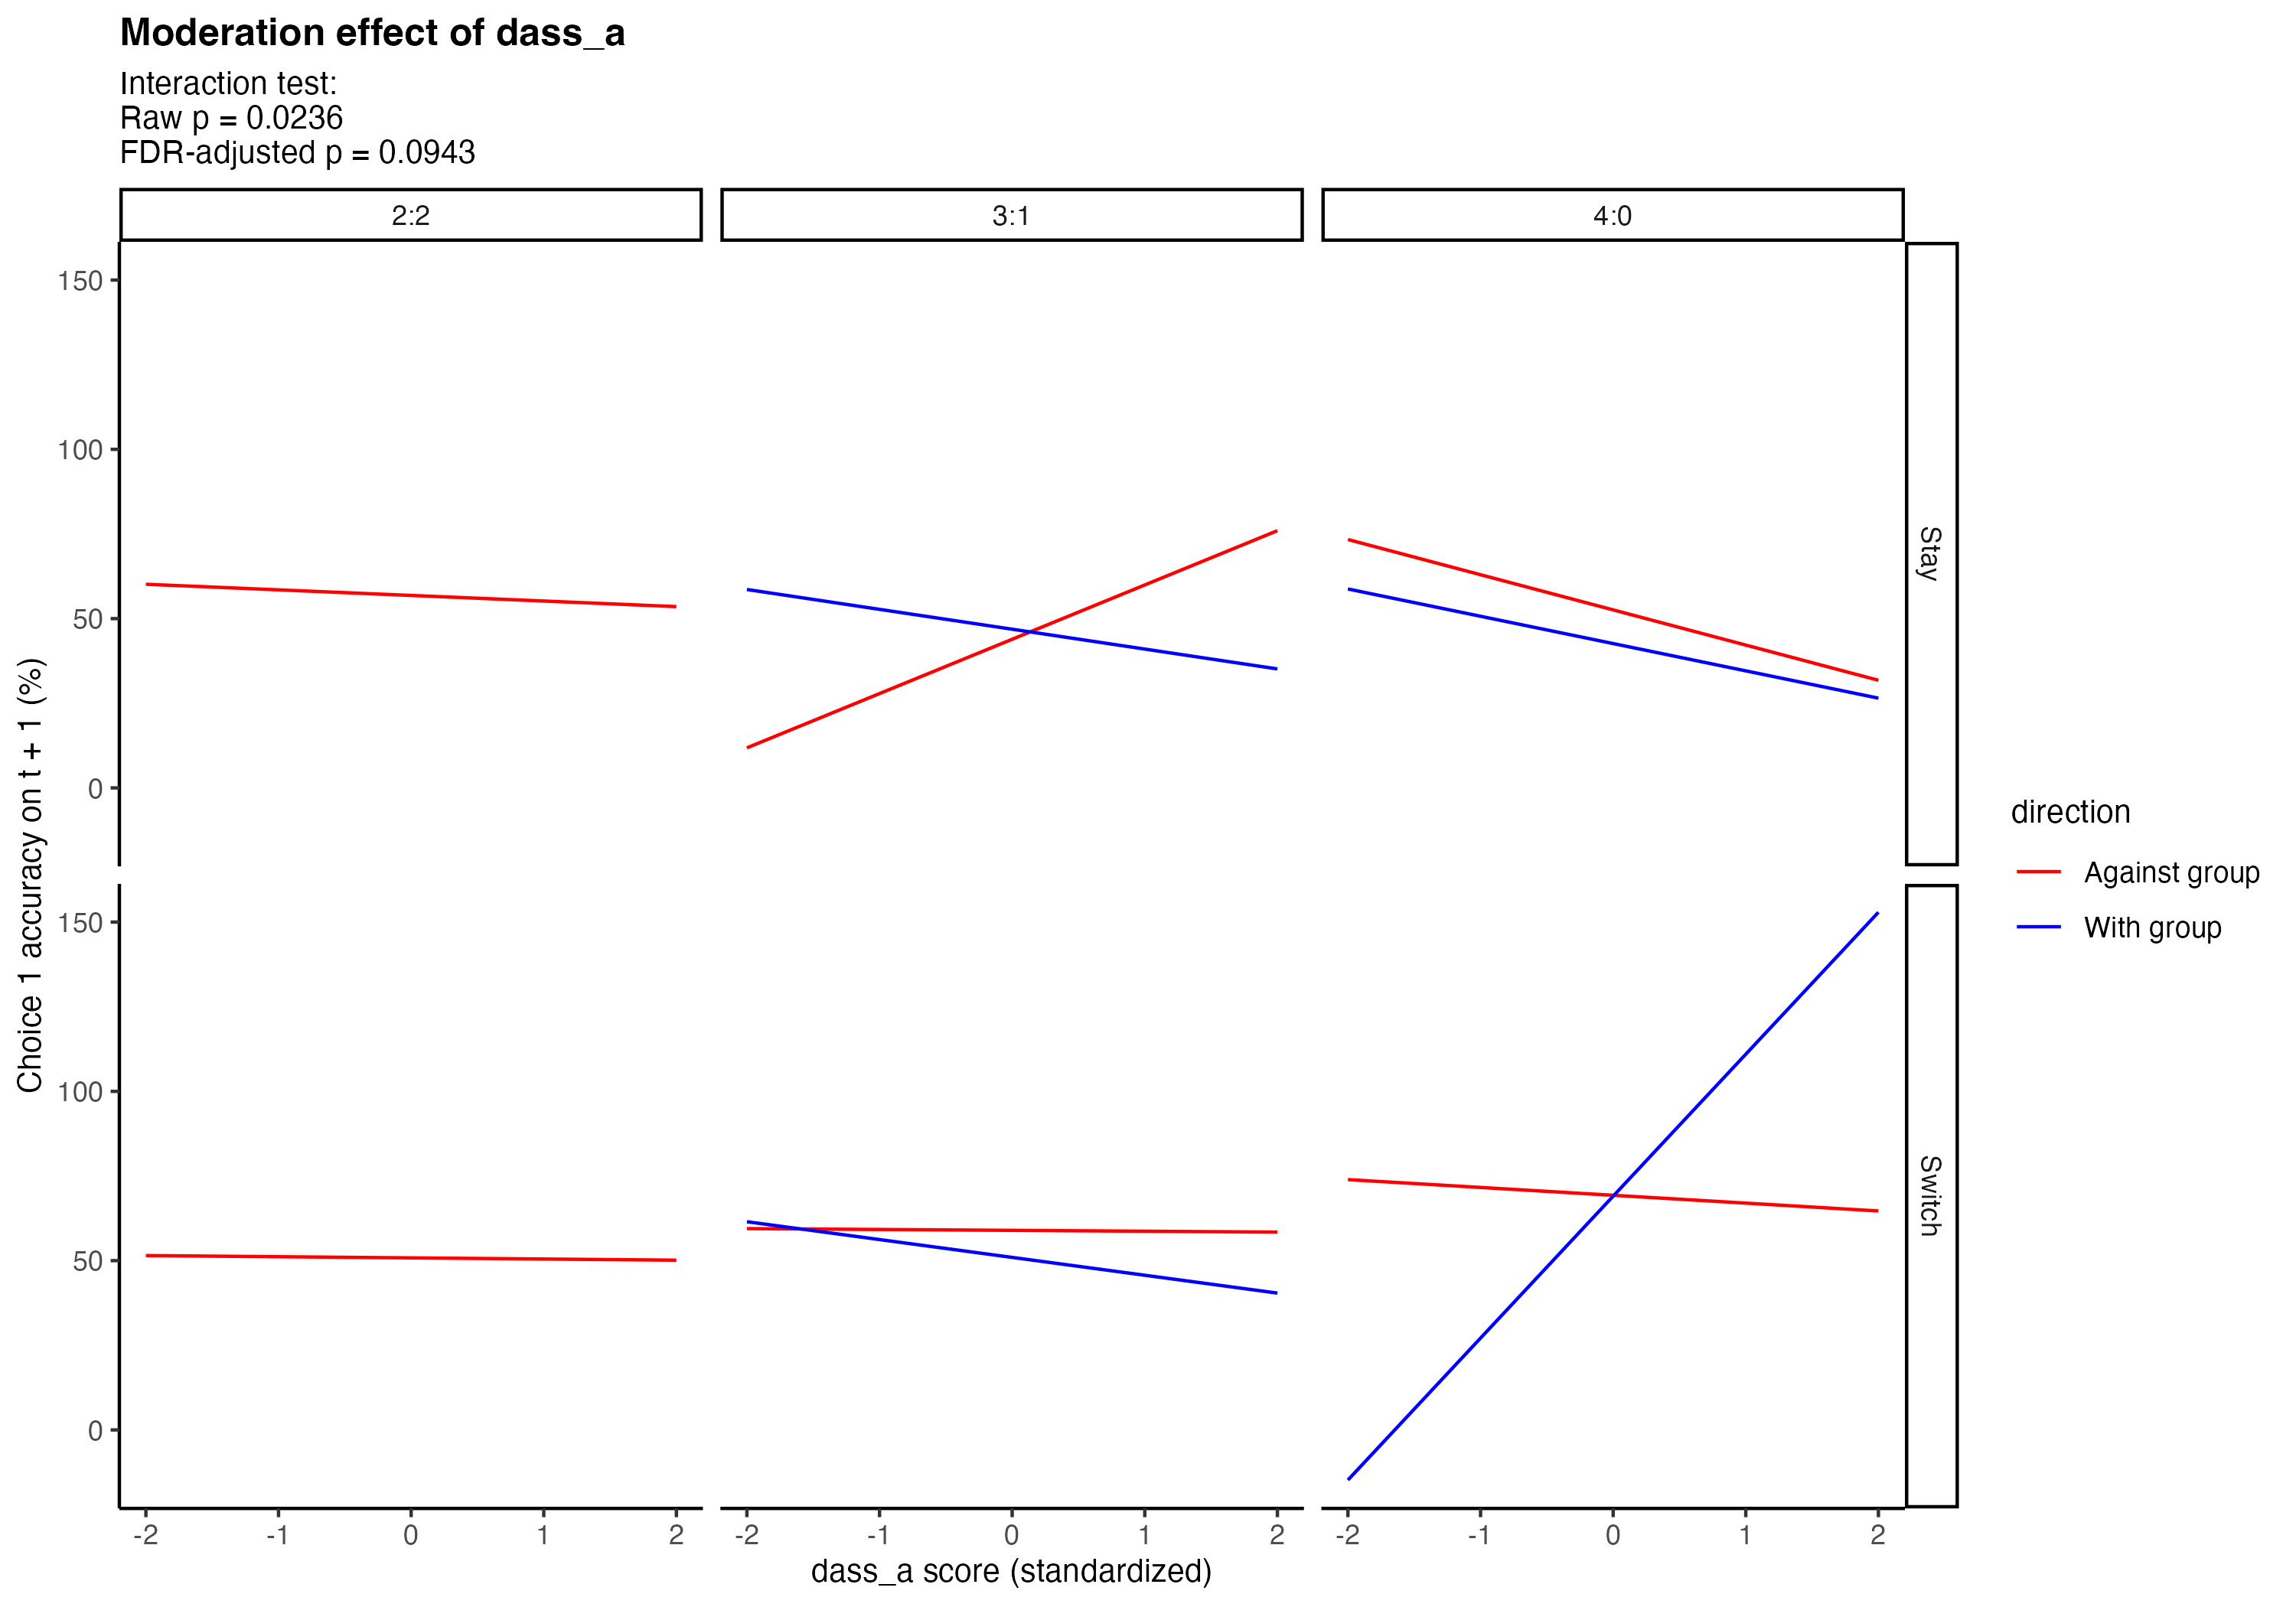 Moderation effect of dass_a
Interaction test:
Raw p = 0.0236
FDR-adjusted p = 0.0943
2:2
3:1
4:0
150
100
50
0
Stay
150
100
50
0
Switch
Choice 1 accuracy on t + 1 (%)
-2 -1 0 1 2
-2 -1 0 1 2
-2 -1 0 1 2
dass_a score (standardized)
direction
Against group
With group